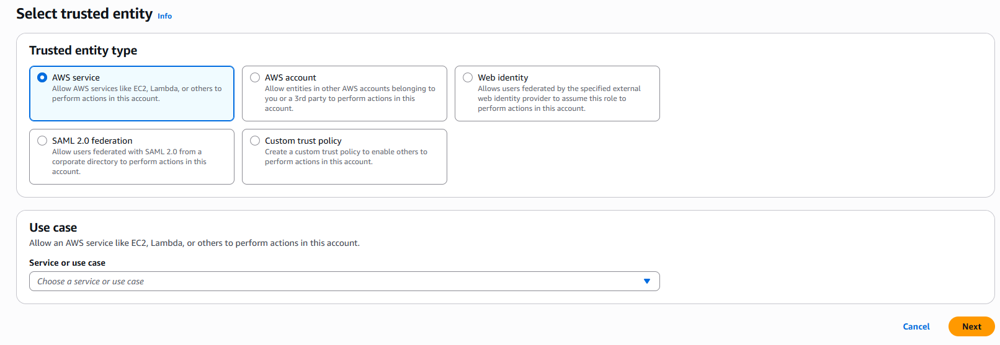 Select trusted entity Info
Trusted entity type
AWS service
Allow AWS services like EC2, Lambda, or others to
perform actions in this account.
AWS account
Allow entities in other AWS accounts belonging to
you or a 3rd party to perform actions in this
account.
Web identity
Allows users federated by the specified external
web identity provider to assume this role to
perform actions in this account.
SAML 2.0 federation
Allow users federated with SAML 2.0 from a
corporate directory to perform actions in this
account.
Custom trust policy
Create a custom trust policy to enable others to
perform actions in this account.
Use case
Allow an AWS service like EC2, Lambda, or others to perform actions in this account.
Service or use case
Choose a service or use case
Cancel Next